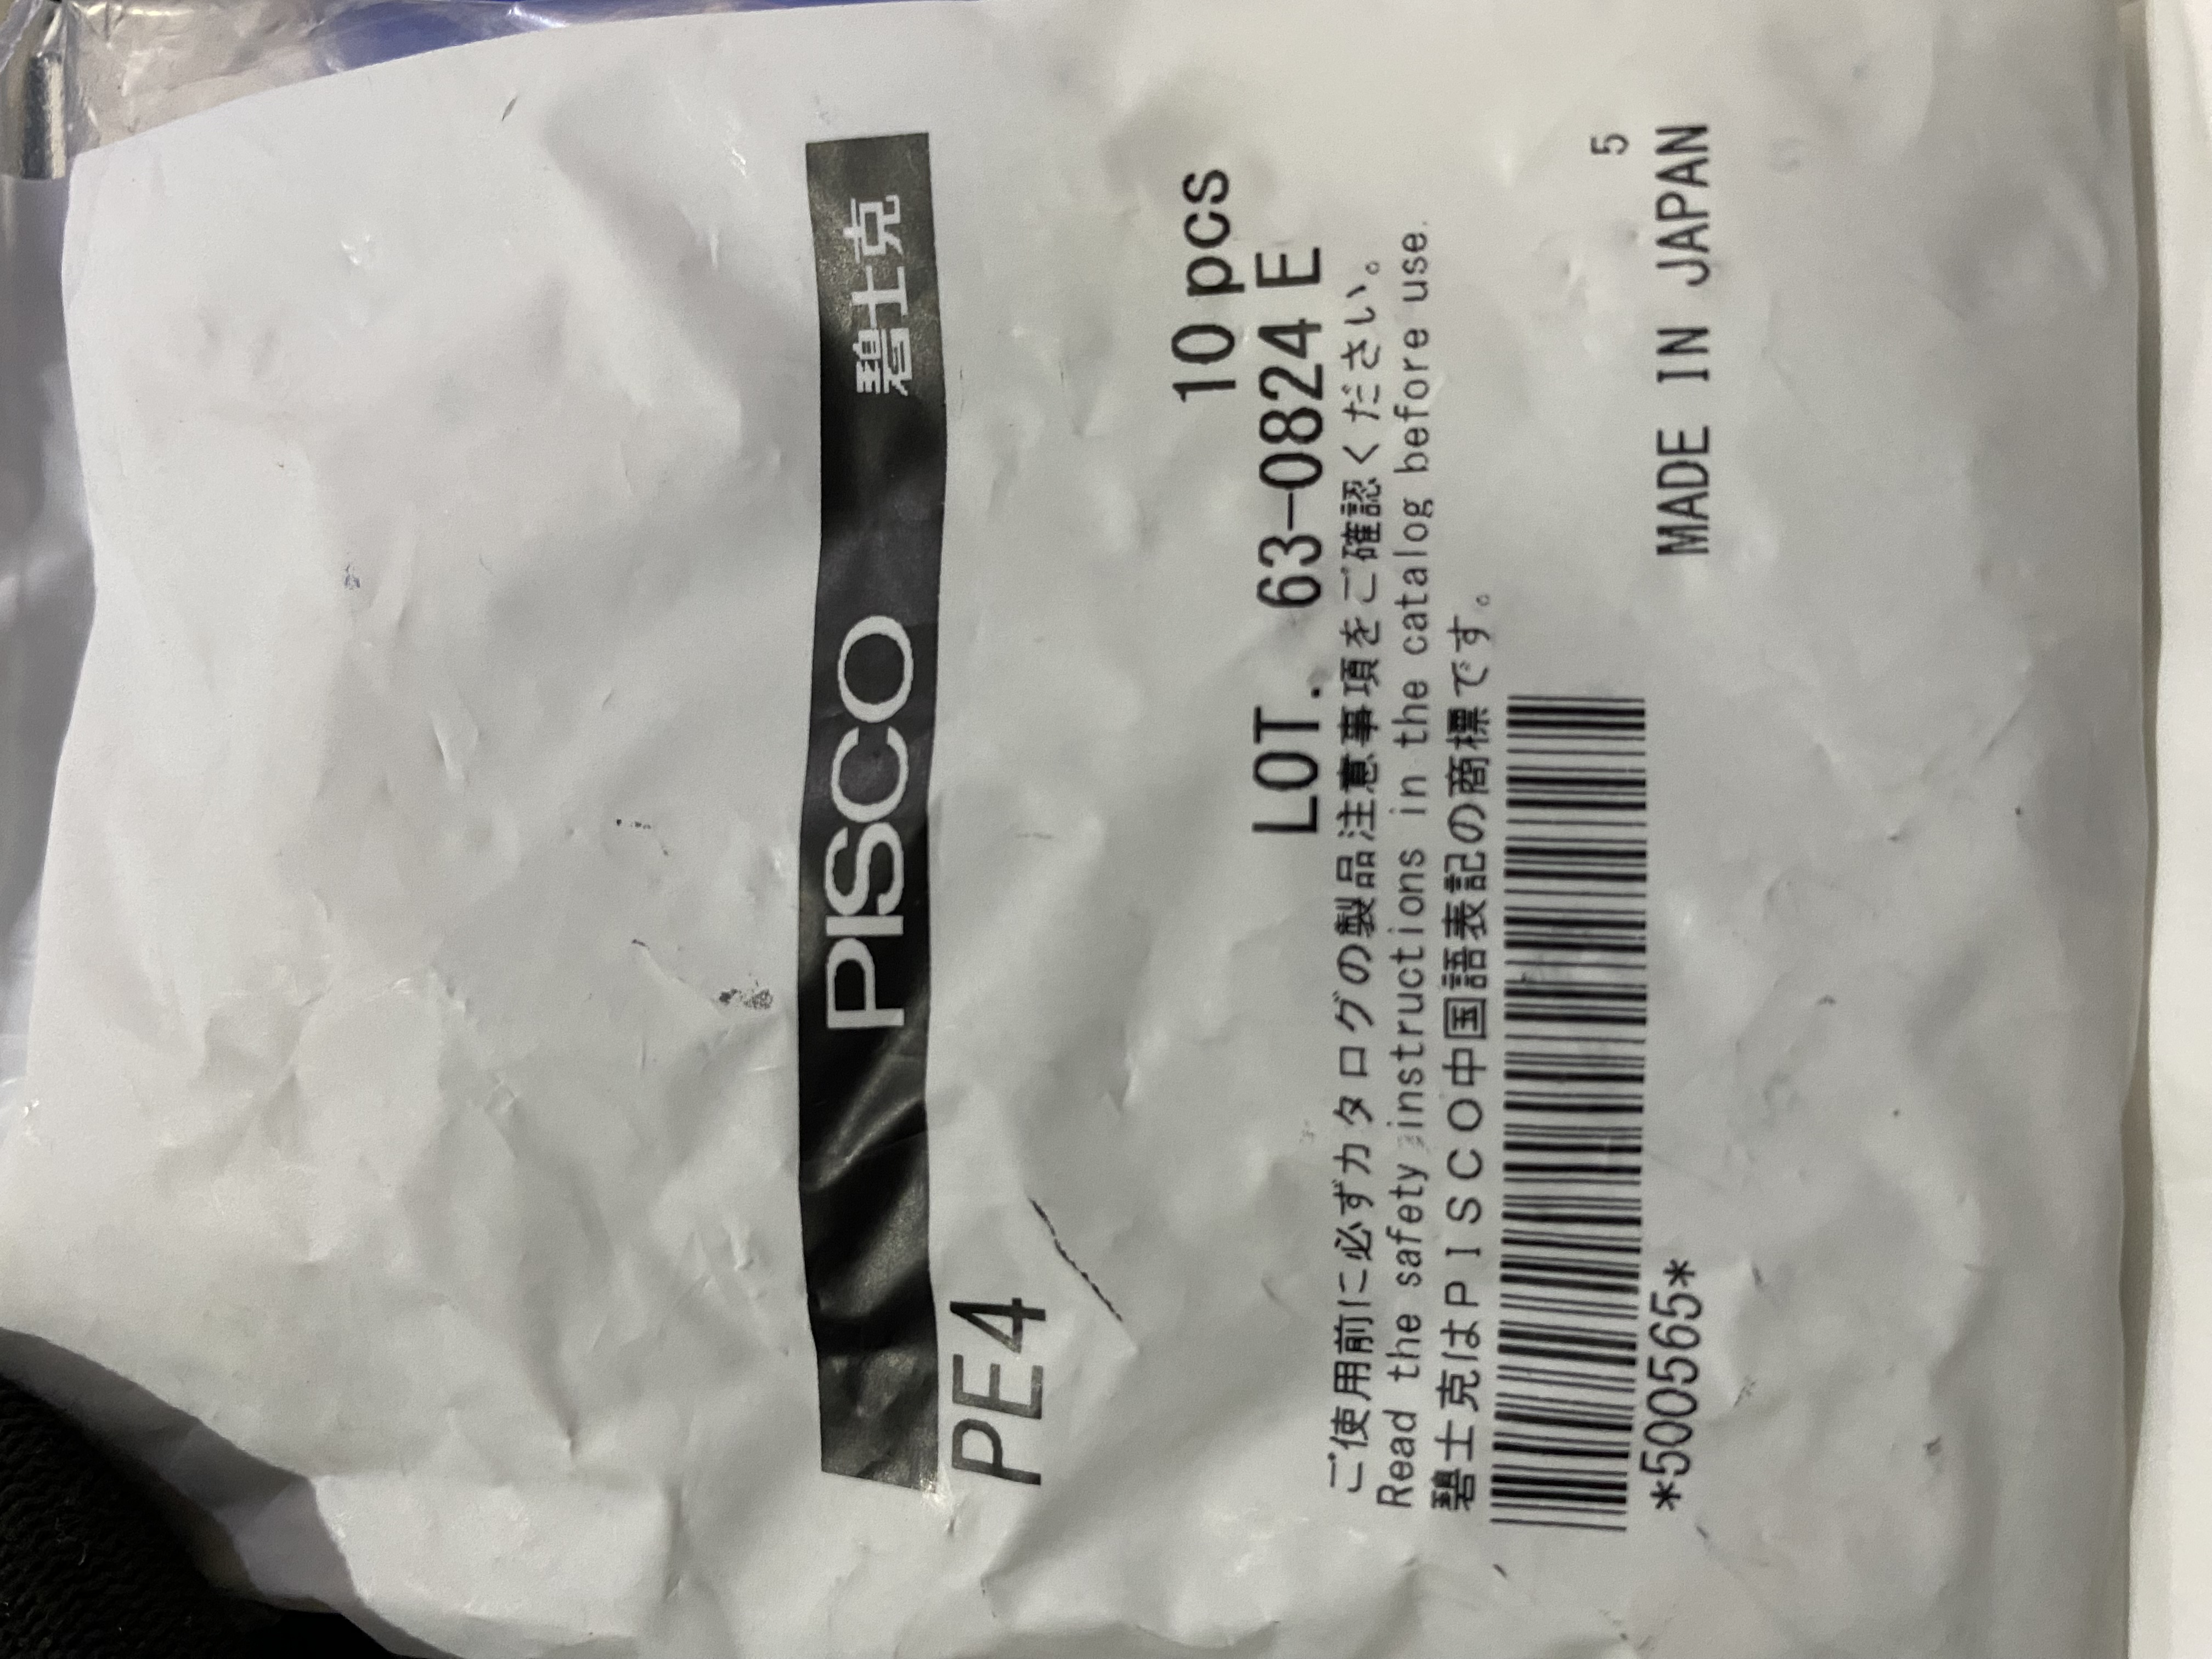 PISCO 碧士克
PE4
10 pcs
LOT. 63-0824 E
ご使用前に必ずカタログの製品注意事項をご確認ください。
Read the safety instructions in the catalog before use.
碧士克はＰＩＳＣＯ中国語表記の商標です。
5
*500565*
MADE IN JAPAN